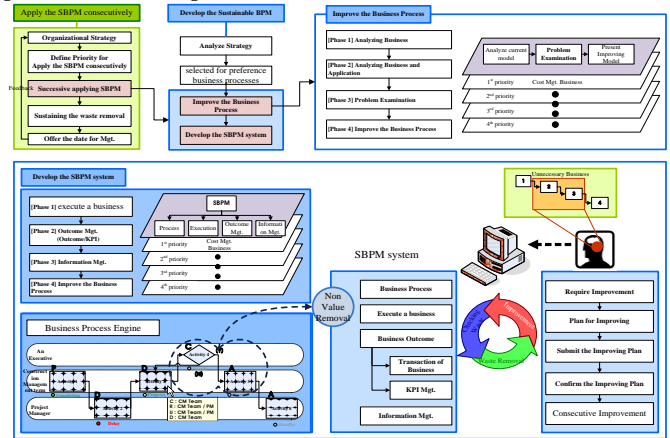 Apply the SBPM consecutively
Organizational Strategy
Define Priority for
Apply the SBPM consecutively
Feedback
Successive applying SBPM
Sustaining the waste removal
Offer the date for Mgt.
Develop the Sustainable BPM
Analyze Strategy
selected for preference
business processes
Improve the Business
Process
Develop the SBPM system
Improve the Business Process
[Phase 1] Analyzing Business
[Phase 2] Analyzing Business and
Application
[Phase 3] Problem Examination
[Phase 4] Improve the Business Process
Analyze current
model
Problem
Examination
Present
Improving
Model
1st priority Cost Mgt. Business
2nd priority
3rd priority
4th priority
Develop the SBPM system
[Phase 1] execute a business
[Phase 2] Outcome Mgt.
(Outcome/KPI)
[Phase 3] Information Mgt.
[Phase 4] Improve the Business
Process
SBPM
Process
Execution
Outcome
Mgt.
Informati
on Mgt.
1st priority
Cost Mgt.
Business
2nd priority
3rd priority
4th priority
Unnecessary Business
1
2
3
4
Business Process Engine
An
Executive
Construct
ion
Project
Manager
C
Activity 4
D
D
A
A
Delay
C : CM Team
B : CM Team / PM
U : CM Team / PM
D : CM Team
Non
Value
Removal
SBPM system
Business Process
Execute a business
Business Outcome
Transaction of
Business
KPI Mgt.
Information Mgt.
Improvement
Waste Removal
Require Improvement
Plan for Improving
Submit the Improving Plan
Confirm the Improving Plan
Consecutive Improvement